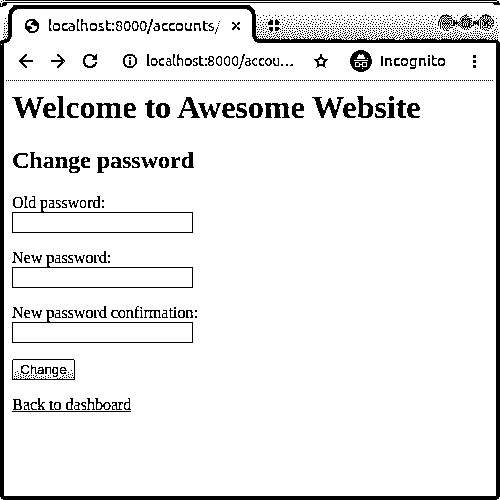 localhost:8000/accounts/
localhost:8000/accou... Incognito
Welcome to Awesome Website
Change password
Old password:
New password:
New password confirmation:
Change
Back to dashboard